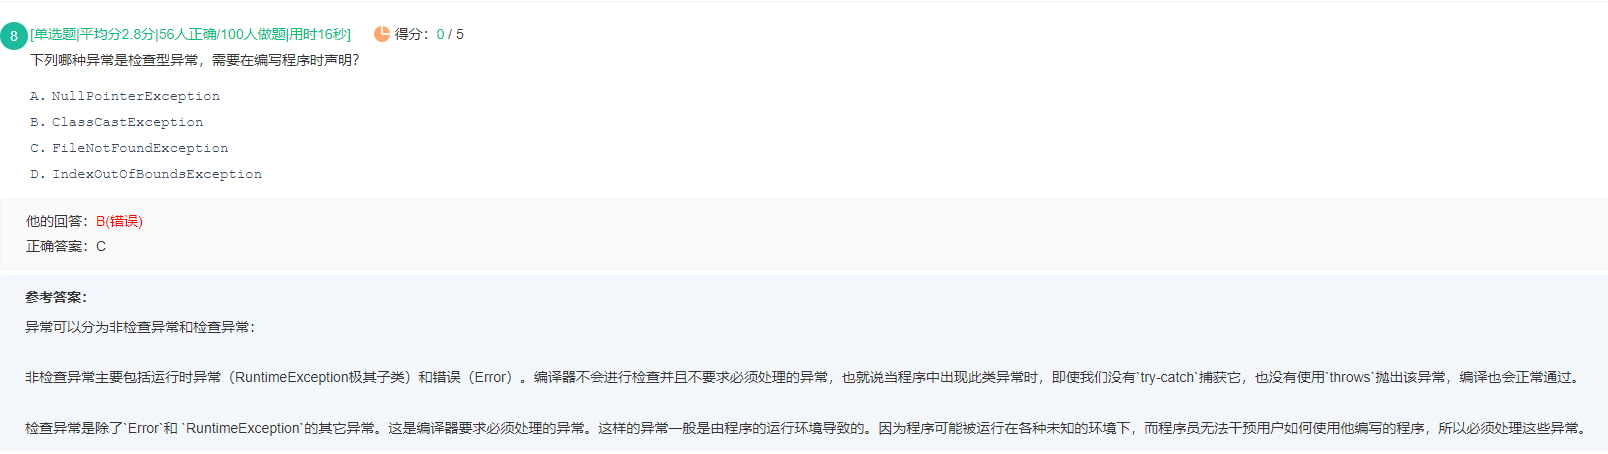 8 [单选题|平均分2.8分|56人正确/100人做题|用时16秒] 得分：0 / 5
下列哪种异常是检查型异常，需要在编写程序时声明？
A. NullPointerException
B. ClassCastException
C. FileNotFoundException
D. IndexOutOfBoundsException
他的回答：B(错误)
正确答案：C
参考答案：
异常可以分为非检查异常和检查异常：
非检查异常主要包括运行时异常（RuntimeException极其子类）和错误（Error）。编译器不会进行检查并且不要求必须处理的异常，也就说当程序中出现此类异常时，即使我们没有`try-catch`捕获它，也没有使用`throws`抛出该异常，编译也会正常通过。
检查异常是除了`Error`和 `RuntimeException`的其它异常。这是编译器要求必须处理的异常。这样的异常一般是由程序的运行环境导致的。因为程序可能被运行在各种未知的环境下，而程序员无法干预用户如何使用他编写的程序，所以必须处理这些异常。